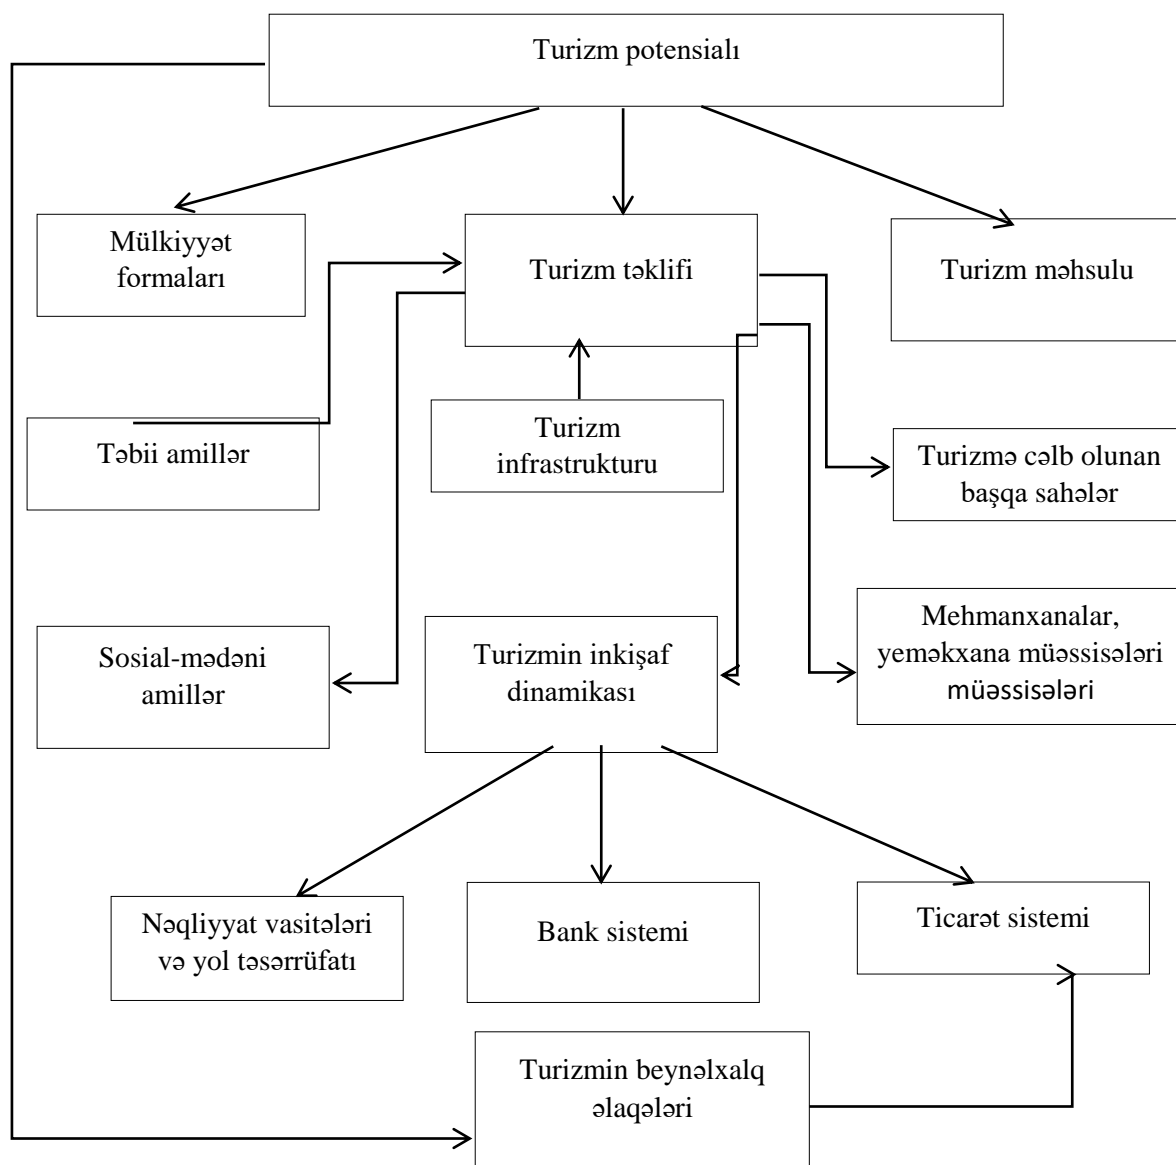 Turizm potensialı
Mülkiyyət
formaları
Turizm təklifi
Turizm məhsulu
Təbii amillər
Turizm
infrastrukturu
Turizmə cəlb olunan
başqa sahələr
Sosial-mədəni
amillər
Turizmin inkişaf
dinamikası
Mehmanxanalar,
yeməkxana müəssisələri
müəssisələri
Nəqliyyat vasitələri
və yol təsərrüfatı
Bank sistemi
Ticarət sistemi
Turizmin beynəlxalq
əlaqələri